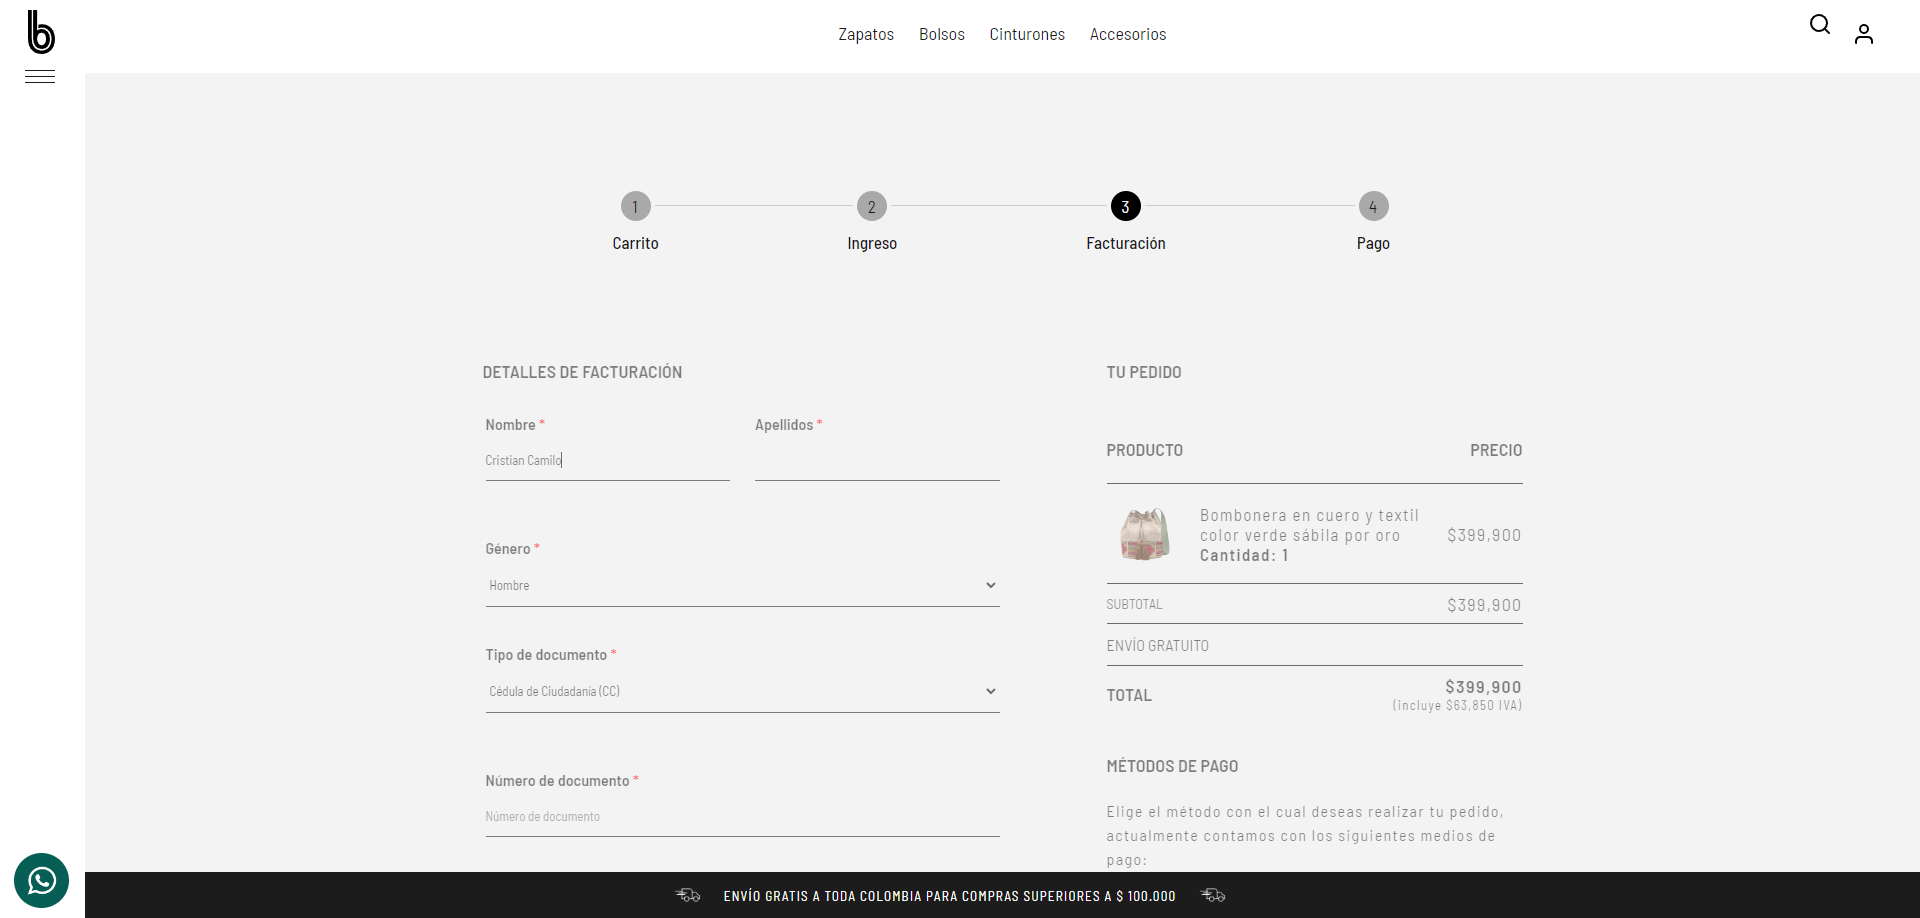 b
Zapatos Bolsos Cinturones Accesorios
1 2 3 4
Carrito Ingreso Facturación Pago
DETALLES DE FACTURACIÓN
Nombre * Apellidos *
Cristian Camilo
Género *
Hombre
Tipo de documento *
Cédula de Ciudadanía (CC)
Número de documento *
Número de documento
TU PEDIDO
PRODUCTO PRECIO
Bombonera en cuero y textil
color verde sábila por oro $399,900
Cantidad: 1
SUBTOTAL $399,900
ENVÍO GRATUITO
TOTAL $399,900
(incluye $63,850 IVA)
MÉTODOS DE PAGO
Elige el método con el cual deseas realizar tu pedido,
actualmente contamos con los siguientes medios de
pago:
ENVÍO GRATIS A TODA COLOMBIA PARA COMPRAS SUPERIORES A $ 100.000